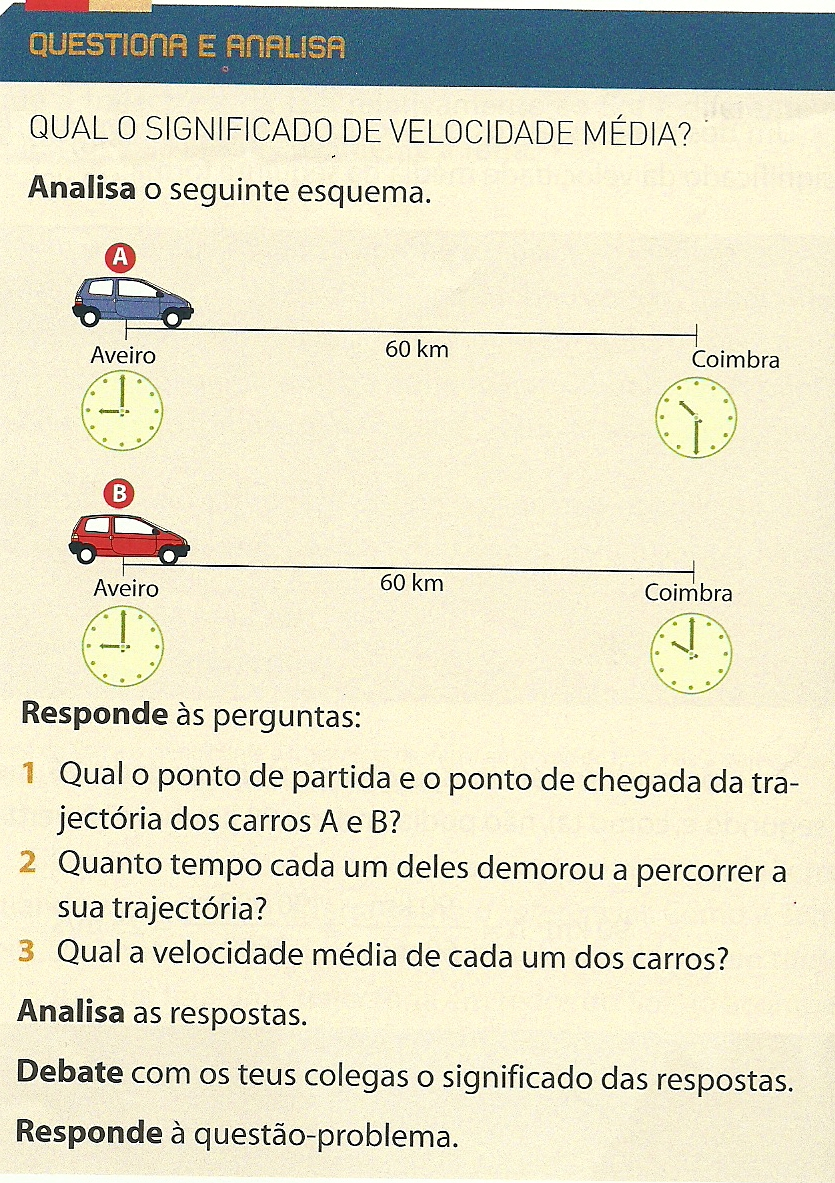 QUESTIONA E ANALISA
QUAL O SIGNIFICADO DE VELOCIDADE MÉDIA?
Analisa o seguinte esquema.
A
60 km
Aveiro
Coimbra
B
60 km
Aveiro
Coimbra
Responde às perguntas:
1 Qual o ponto de partida e o ponto de chegada da tra-
jectória dos carros A e B?
2 Quanto tempo cada um deles demorou a percorrer a
sua trajectória?
3 Qual a velocidade média de cada um dos carros?
Analisa as respostas.
Debate com os teus colegas o significado das respostas.
Responde à questão-problema.